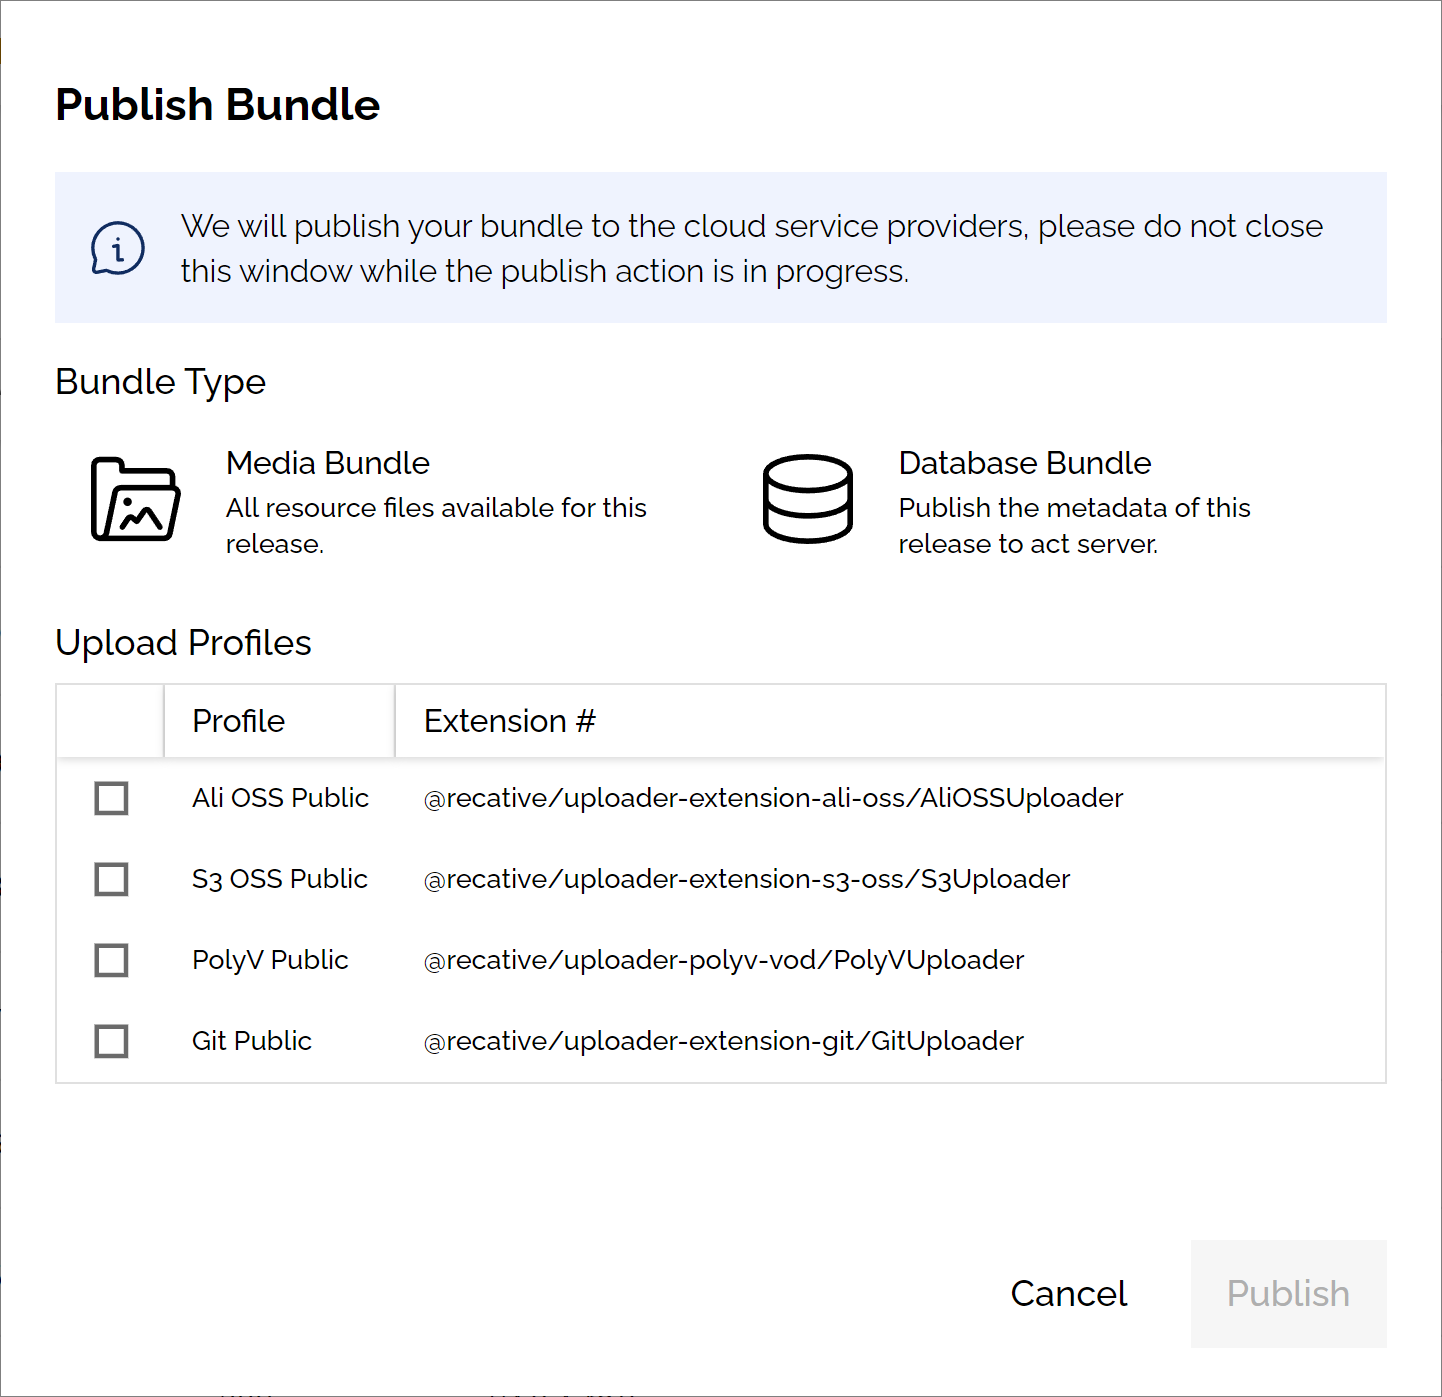 Publish Bundle
We will publish your bundle to the cloud service providers, please do not close
this window while the publish action is in progress.
Bundle Type
Media Bundle
All resource files available for this
release.
Database Bundle
Publish the metadata of this
release to act server.
Upload Profiles
Profile Extension #
Ali OSS Public @recative/uploader-extension-ali-oss/AliOSSUploader
S3 OSS Public @recative/uploader-extension-s3-oss/S3Uploader
PolyV Public @recative/uploader-polyv-vod/PolyVUploader
Git Public @recative/uploader-extension-git/GitUploader
Cancel Publish